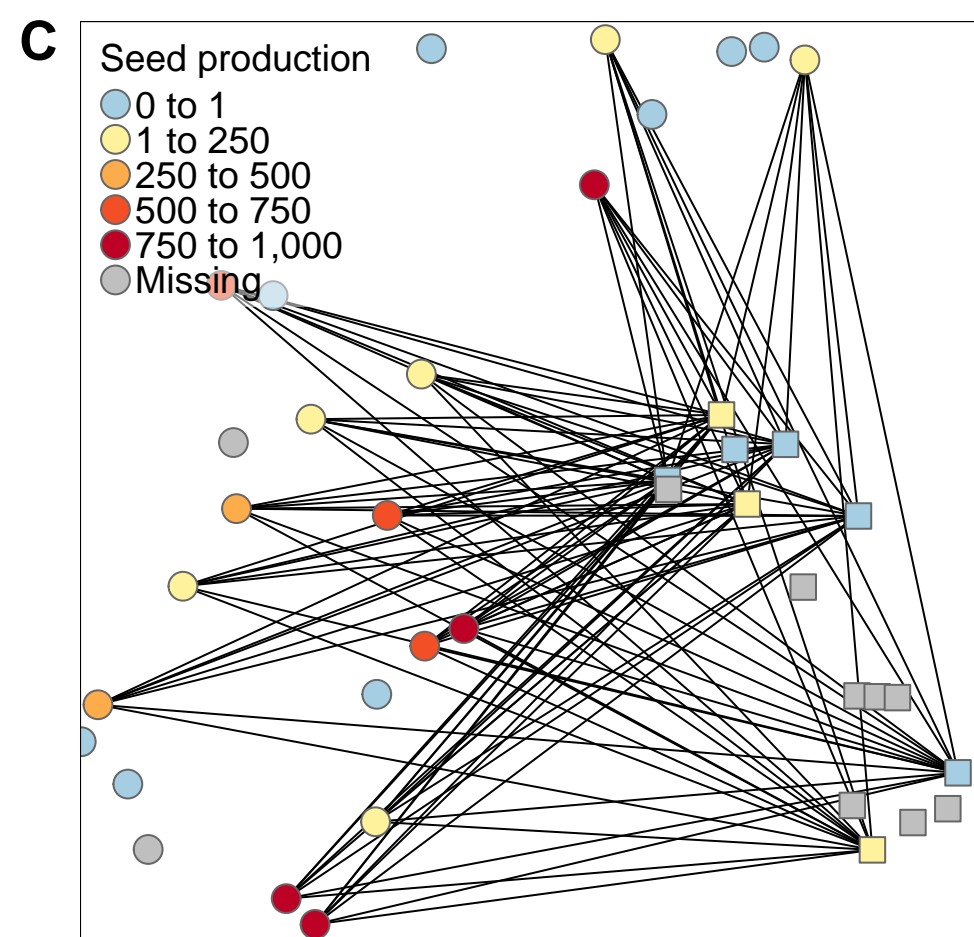 C
Seed production
0 to 1
1 to 250
250 to 500
500 to 750
750 to 1,000
Missing